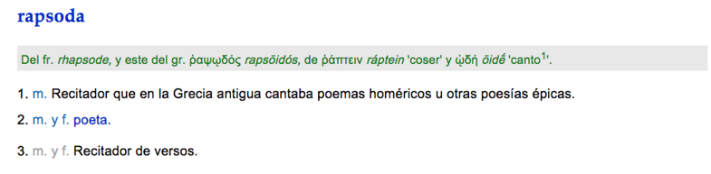 rapsoda
Del fr. rhapsode, y este del gr. ῥαψῳδός rapsōidós, de ῥάπτειν ráptein 'coser' y ᾠδή ōidḗ 'canto¹'.
1. m. Recitador que en la Grecia antigua cantaba poemas homéricos u otras poesías épicas.
2. m. y f. poeta.
3. m. y f. Recitador de versos.